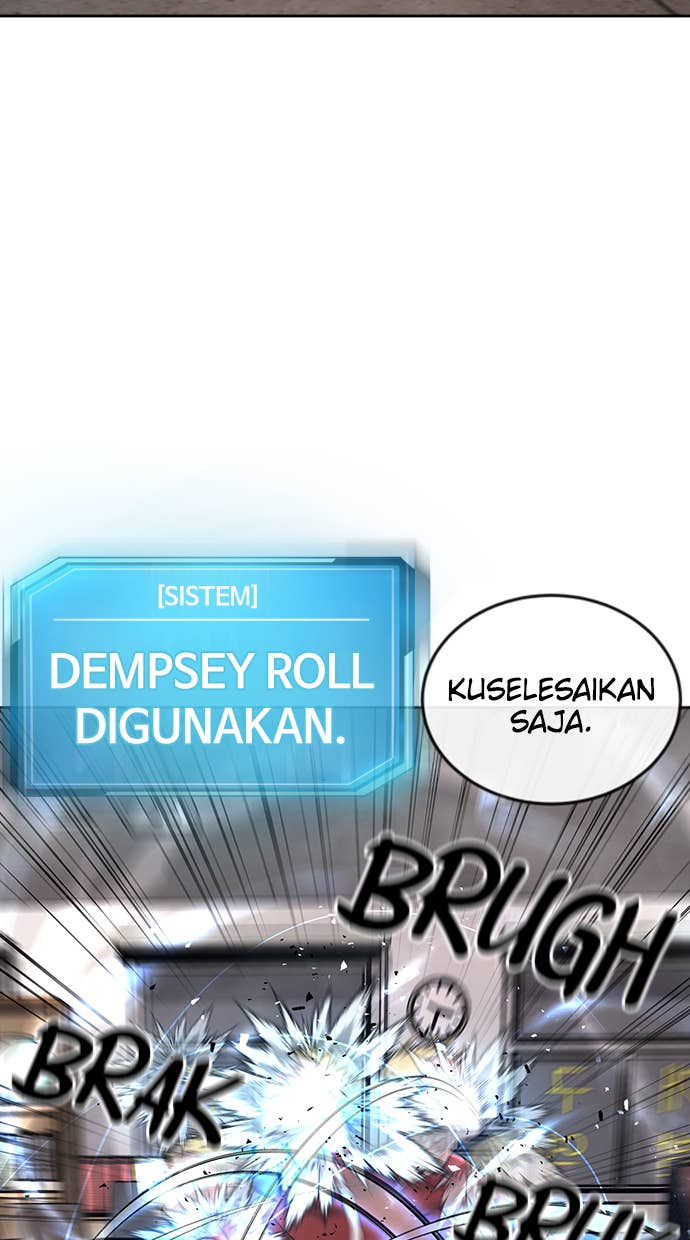 [SISTEM]
DEMPSEY ROLL
DIGUNAKAN.
KUSELESAIKAN
SAJA.
BRUGH
BRAK